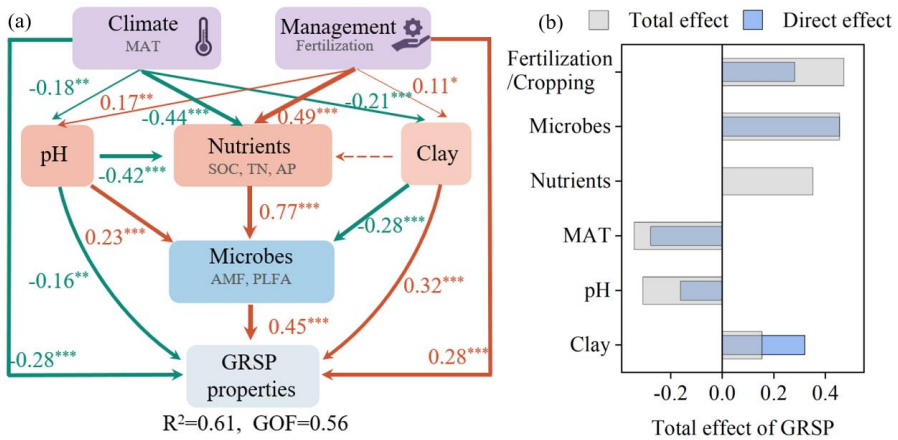 (a)
Climate
MAT
Management
Fertilization
-0.18**
0.17**
-0.44***
0.49***
-0.21***
0.11*
pH
Nutrients
SOC, TN, AP
Clay
-0.42***
0.77***
0.23***
-0.28***
Microbes
AMF, PLFA
-0.16**
0.32***
0.45***
-0.28***
0.28***
GRSP
properties
R²=0.61, GOF=0.56
(b)
Total effect
Direct effect
Fertilization
/Cropping
Microbes
Nutrients
MAT
pH
Clay
-0.2 0.0 0.2 0.4
Total effect of GRSP